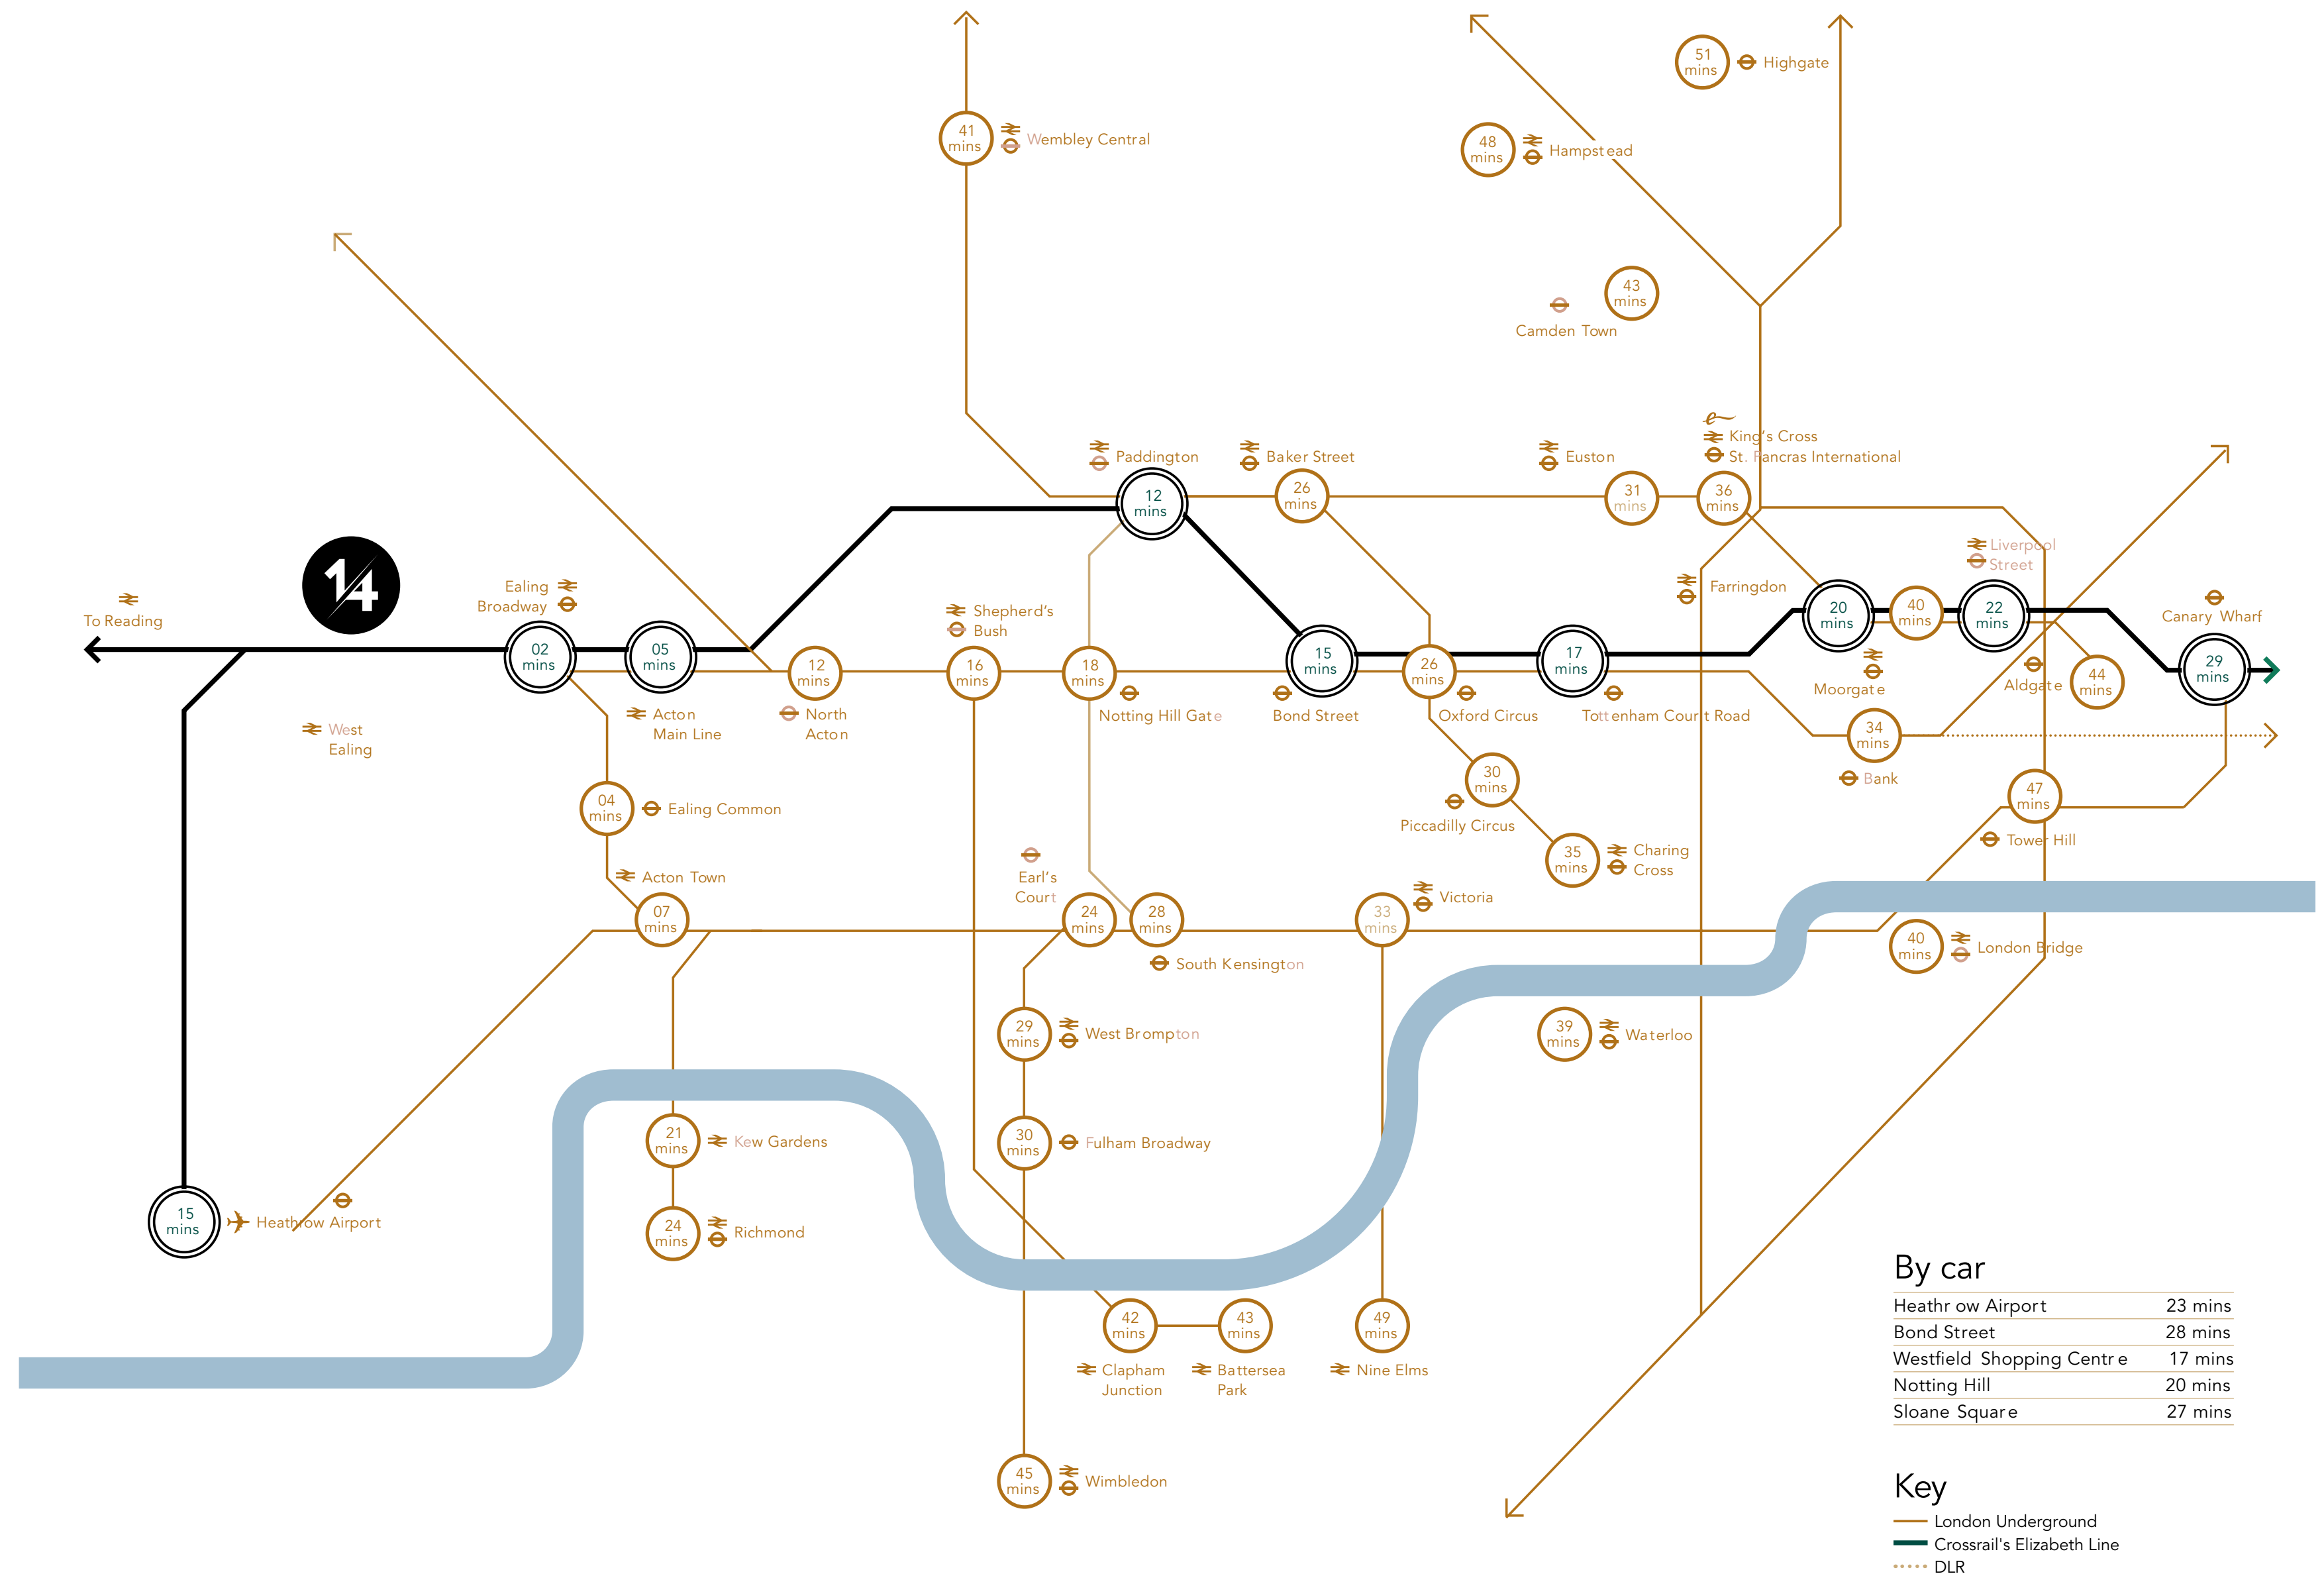 51
mins
Highgate
41
mins
Wembley Central
48
mins
Hampstead
43
mins
Camden Town
King's Cross
St. Pancras International
Paddington
Baker Street
Euston
12
mins
26
mins
31
mins
36
mins
14
To Reading
Ealing
Broadway
02
mins
05
mins
Acton
Main Line
West
Ealing
12
mins
North
Acton
Shepherd's
Bush
16
mins
18
mins
Notting Hill Gate
15
mins
Bond Street
26
mins
Oxford Circus
17
mins
Tottenham Court Road
Farringdon
20
mins
40
mins
Moorgate
Liverpool
Street
22
mins
Aldgate
44
mins
Canary Wharf
29
mins
34
mins
Bank
04
mins
Ealing Common
30
mins
Piccadilly Circus
35
mins
Charing
Cross
47
mins
Tower Hill
Acton Town
07
mins
Earl's
Court
24
mins
28
mins
South Kensington
33
mins
Victoria
40
mins
London Bridge
29
mins
West Brompton
39
mins
Waterloo
21
mins
Kew Gardens
30
mins
Fulham Broadway
15
mins
Heathrow Airport
24
mins
Richmond
42
mins
Clapham
Junction
43
mins
Battersea
Park
49
mins
Nine Elms
45
mins
Wimbledon
By car
Heathrow Airport 23 mins
Bond Street 28 mins
Westfield Shopping Centre 17 mins
Notting Hill 20 mins
Sloane Square 27 mins
Key
London Underground
Crossrail's Elizabeth Line
DLR